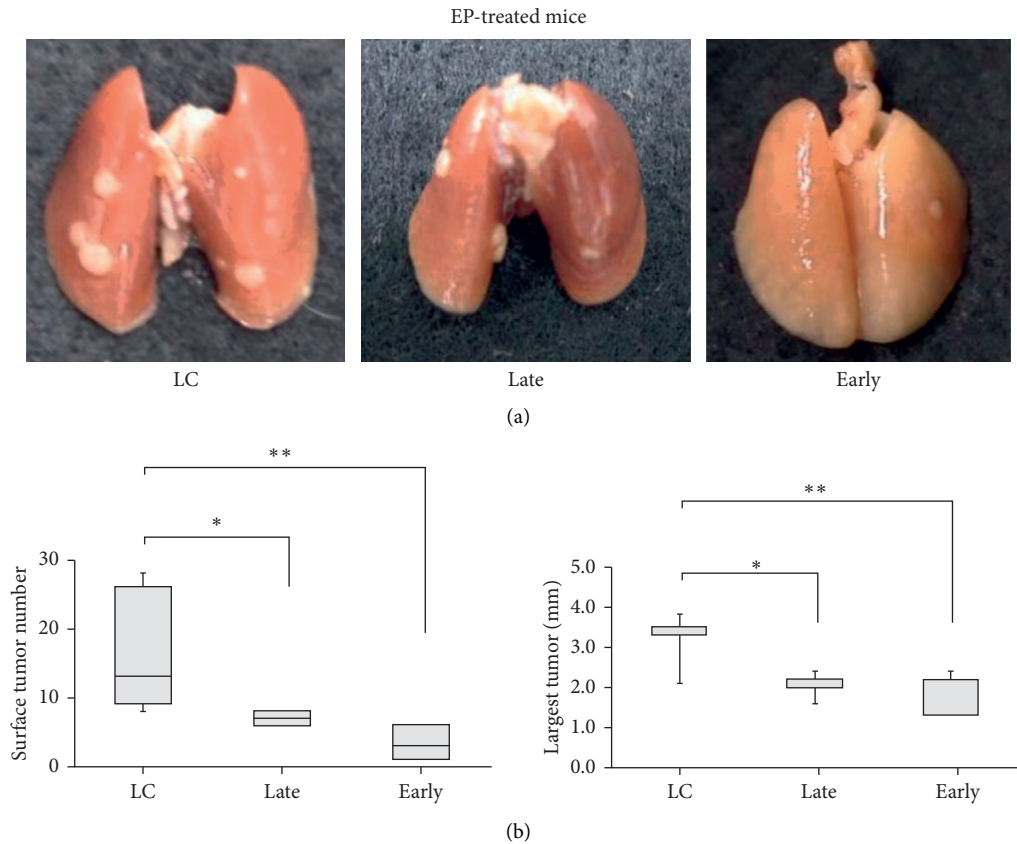 EP-treated mice
LC
Late
Early
(a)
Surface tumor number
30
20
10
0
**
*
LC
Late
Early
Largest tumor (mm)
5.0
4.0
3.0
2.0
1.0
0.0
**
*
LC
Late
Early
(b)